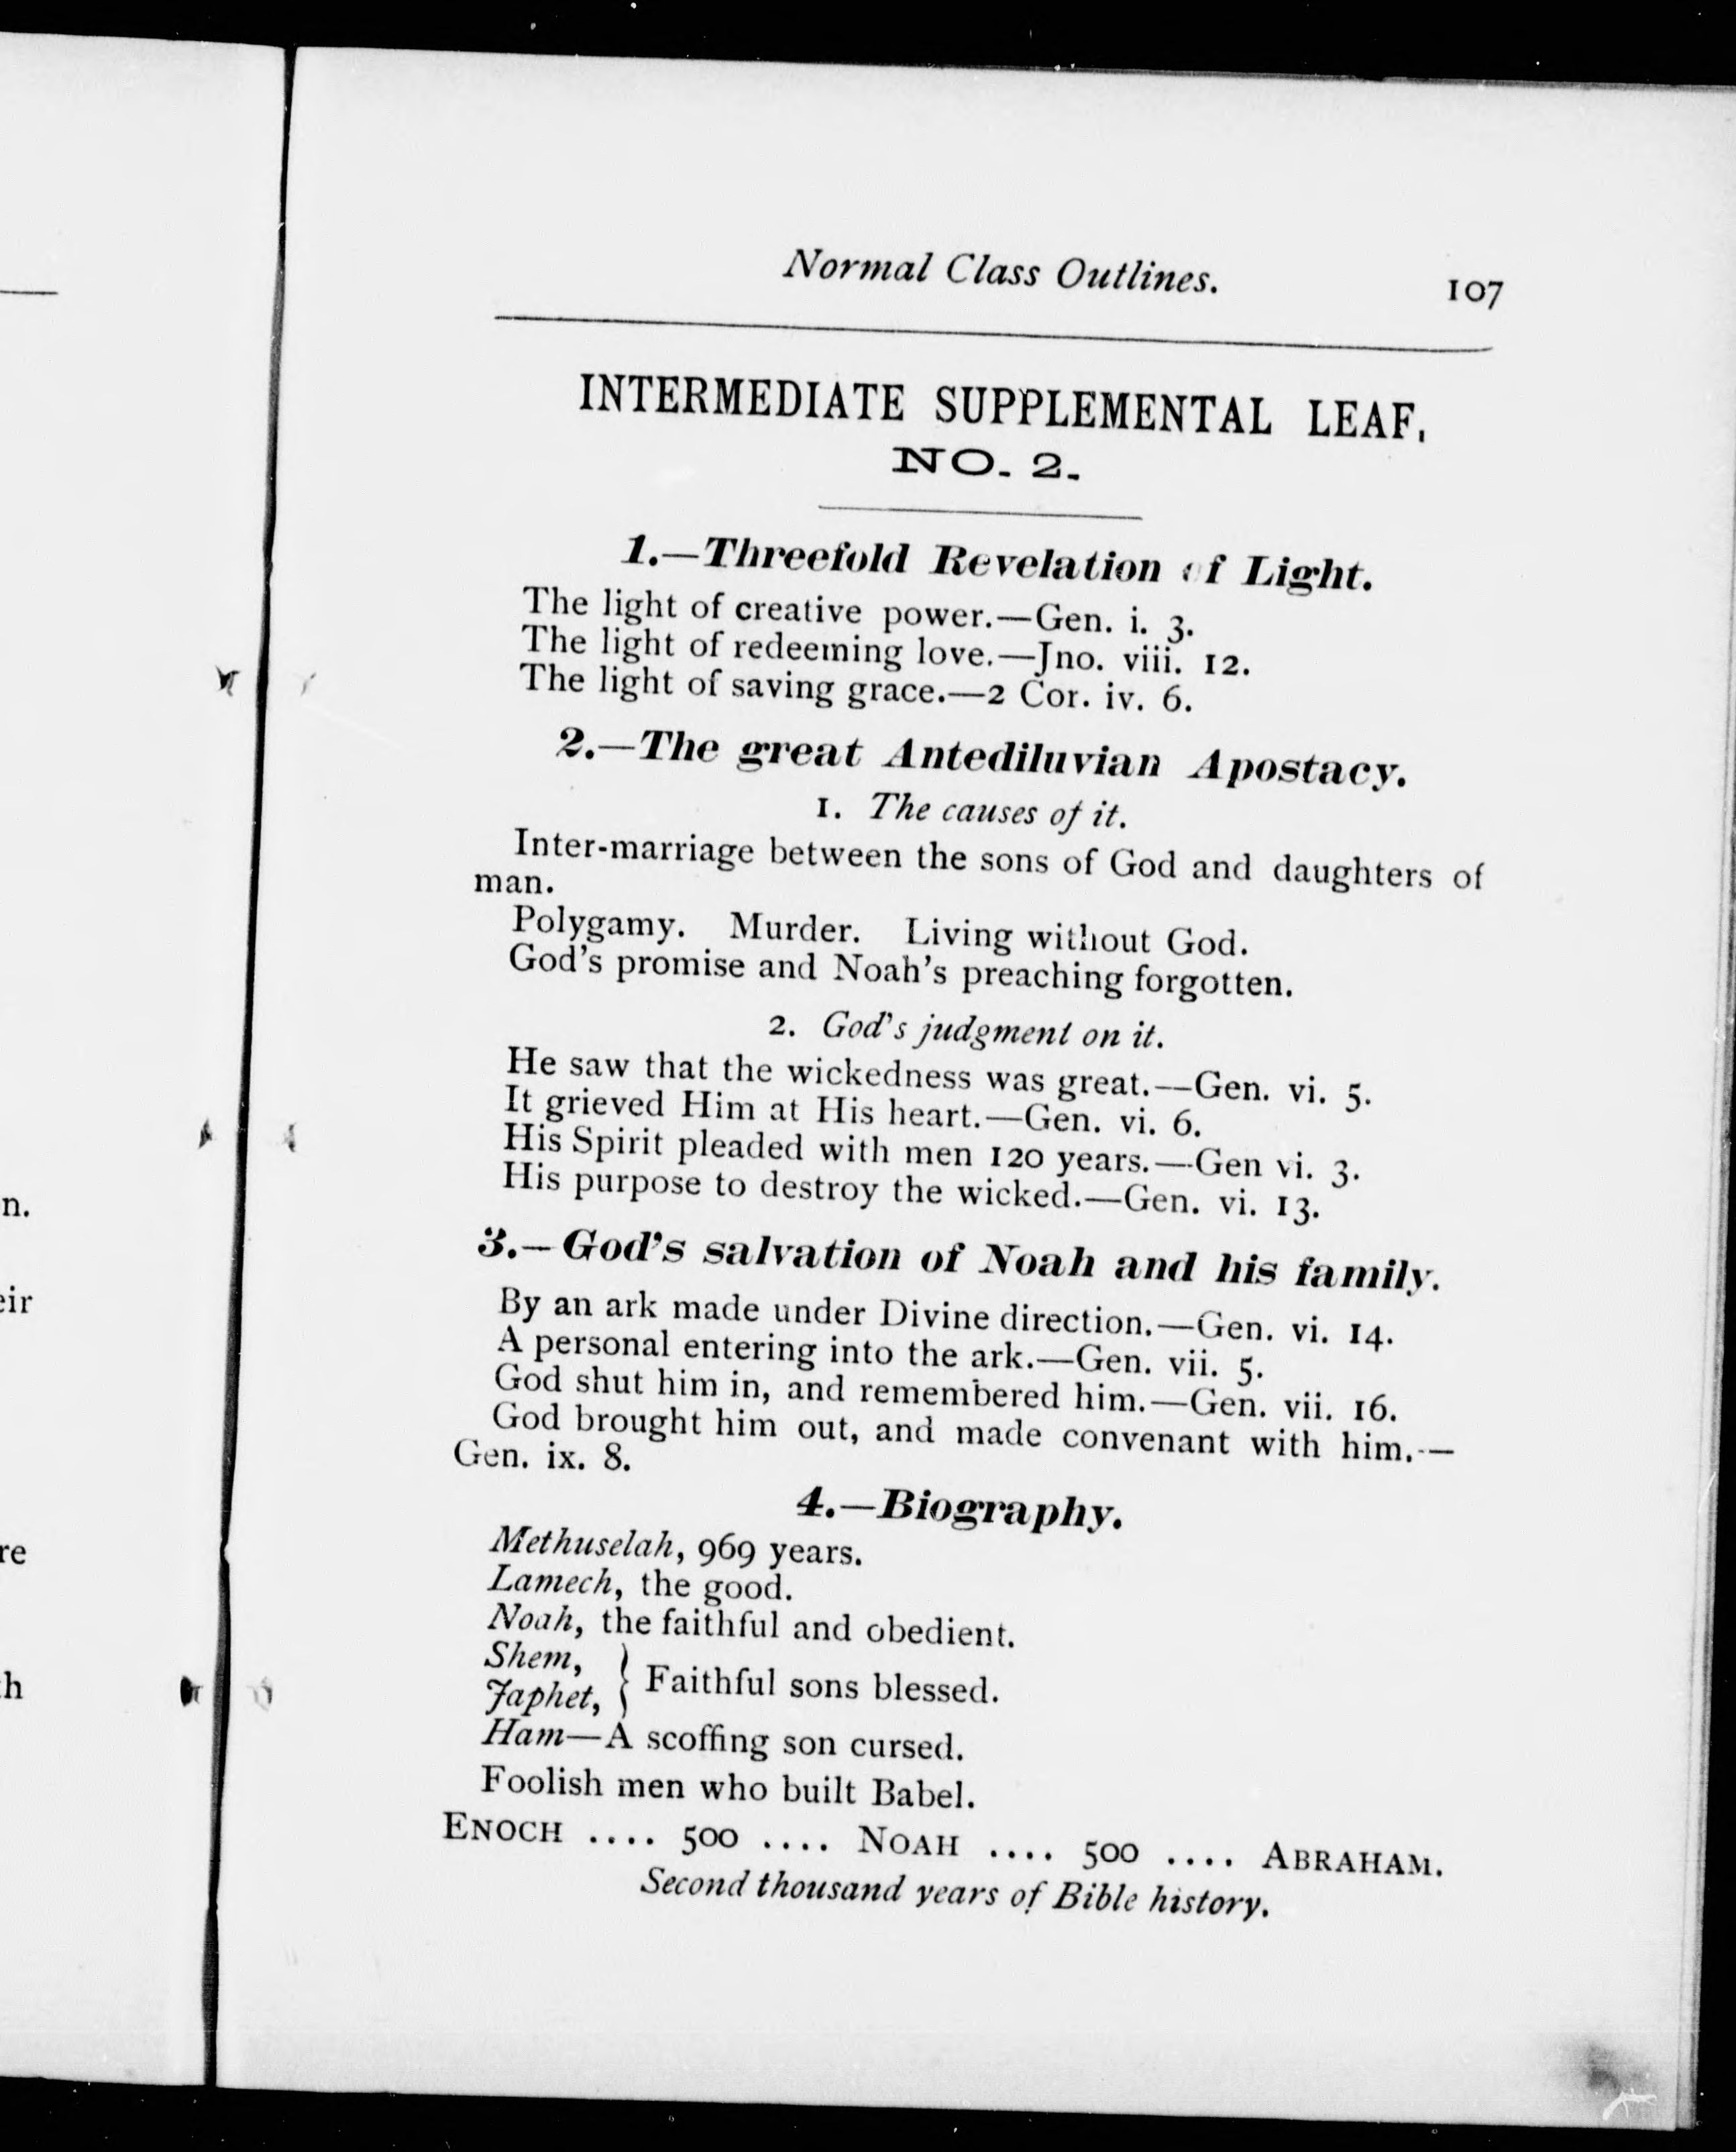 n.
eir
re
h
Normal Class Outlines. 107
INTERMEDIATE SUPPLEMENTAL LEAF,
NO. 2.
1.—Threefold Revelation of Light.
The light of creative power.—Gen. i. 3.
The light of redeeming love.—Jno. viii. 12.
The light of saving grace.—2 Cor. iv. 6.
2.—The great Antediluvian Apostacy.
1. The causes of it.
Inter-marriage between the sons of God and daughters of
man.
Polygamy. Murder. Living without God.
God's promise and Noah's preaching forgotten.
2. God's judgment on it.
He saw that the wickedness was great.—Gen. vi. 5.
It grieved Him at His heart.—Gen. vi. 6.
His Spirit pleaded with men 120 years.—Gen vi. 3.
His purpose to destroy the wicked.—Gen. vi. 13.
3.—God's salvation of Noah and his family.
By an ark made under Divine direction.—Gen. vi. 14.
A personal entering into the ark.—Gen. vii. 5.
God shut him in, and remembered him.—Gen. vii. 16.
God brought him out, and made convenant with him.—
Gen. ix. 8.
4.—Biography.
Methuselah, 969 years.
Lamech, the good.
Noah, the faithful and obedient.
Shem,
Japhet, } Faithful sons blessed.
Ham—A scoffing son cursed.
Foolish men who built Babel.
ENOCH .... 500 .... NOAH .... 500 .... ABRAHAM.
Second thousand years of Bible history.